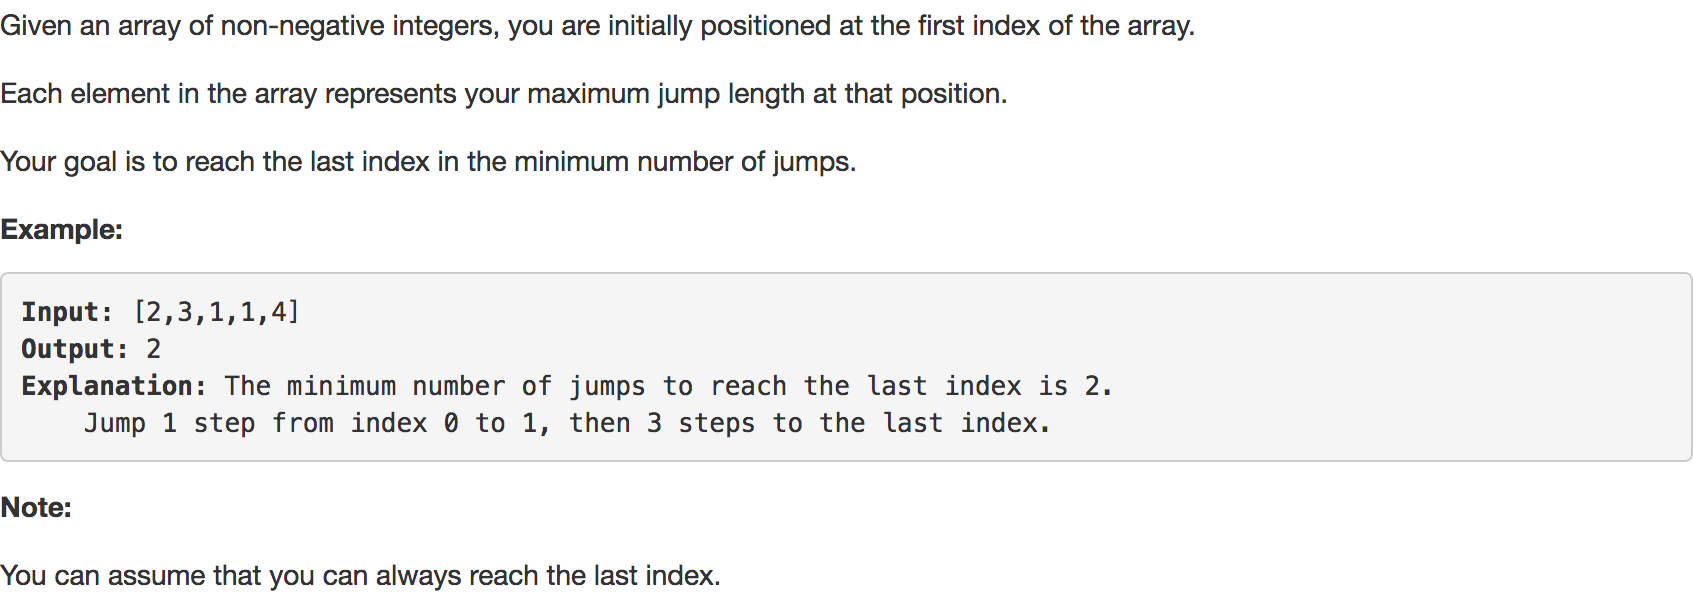 Given an array of non-negative integers, you are initially positioned at the first index of the array.
Each element in the array represents your maximum jump length at that position.
Your goal is to reach the last index in the minimum number of jumps.
Example:
Input: [2,3,1,1,4]
Output: 2
Explanation: The minimum number of jumps to reach the last index is 2.
    Jump 1 step from index 0 to 1, then 3 steps to the last index.
Note:
You can assume that you can always reach the last index.